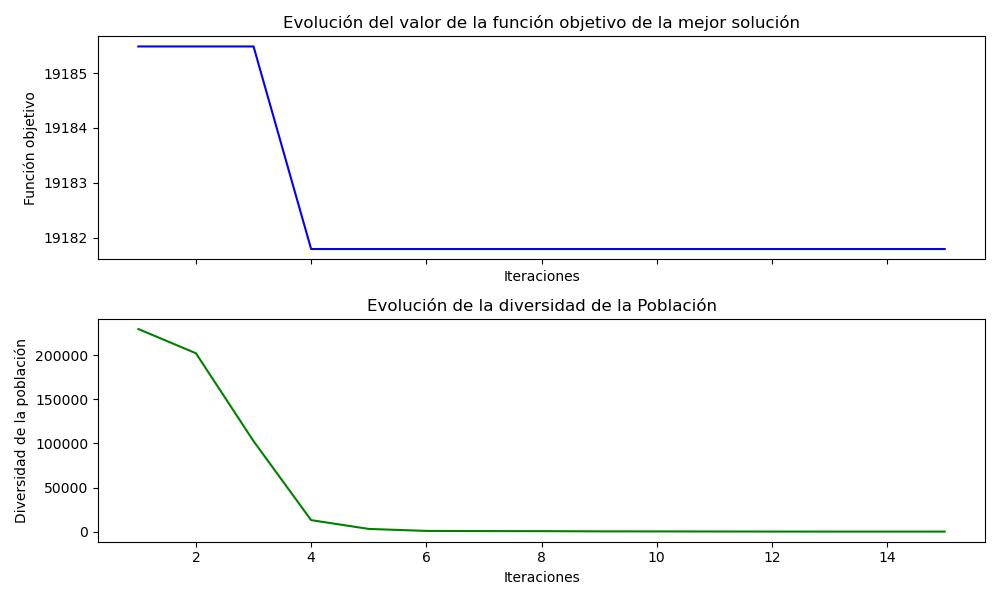 Evolución del valor de la función objetivo de la mejor solución
Función objetivo
19185
19184
19183
19182
Iteraciones
Evolución de la diversidad de la Población
Diversidad de la población
200000
150000
100000
50000
0
2 4 6 8 10 12 14
Iteraciones